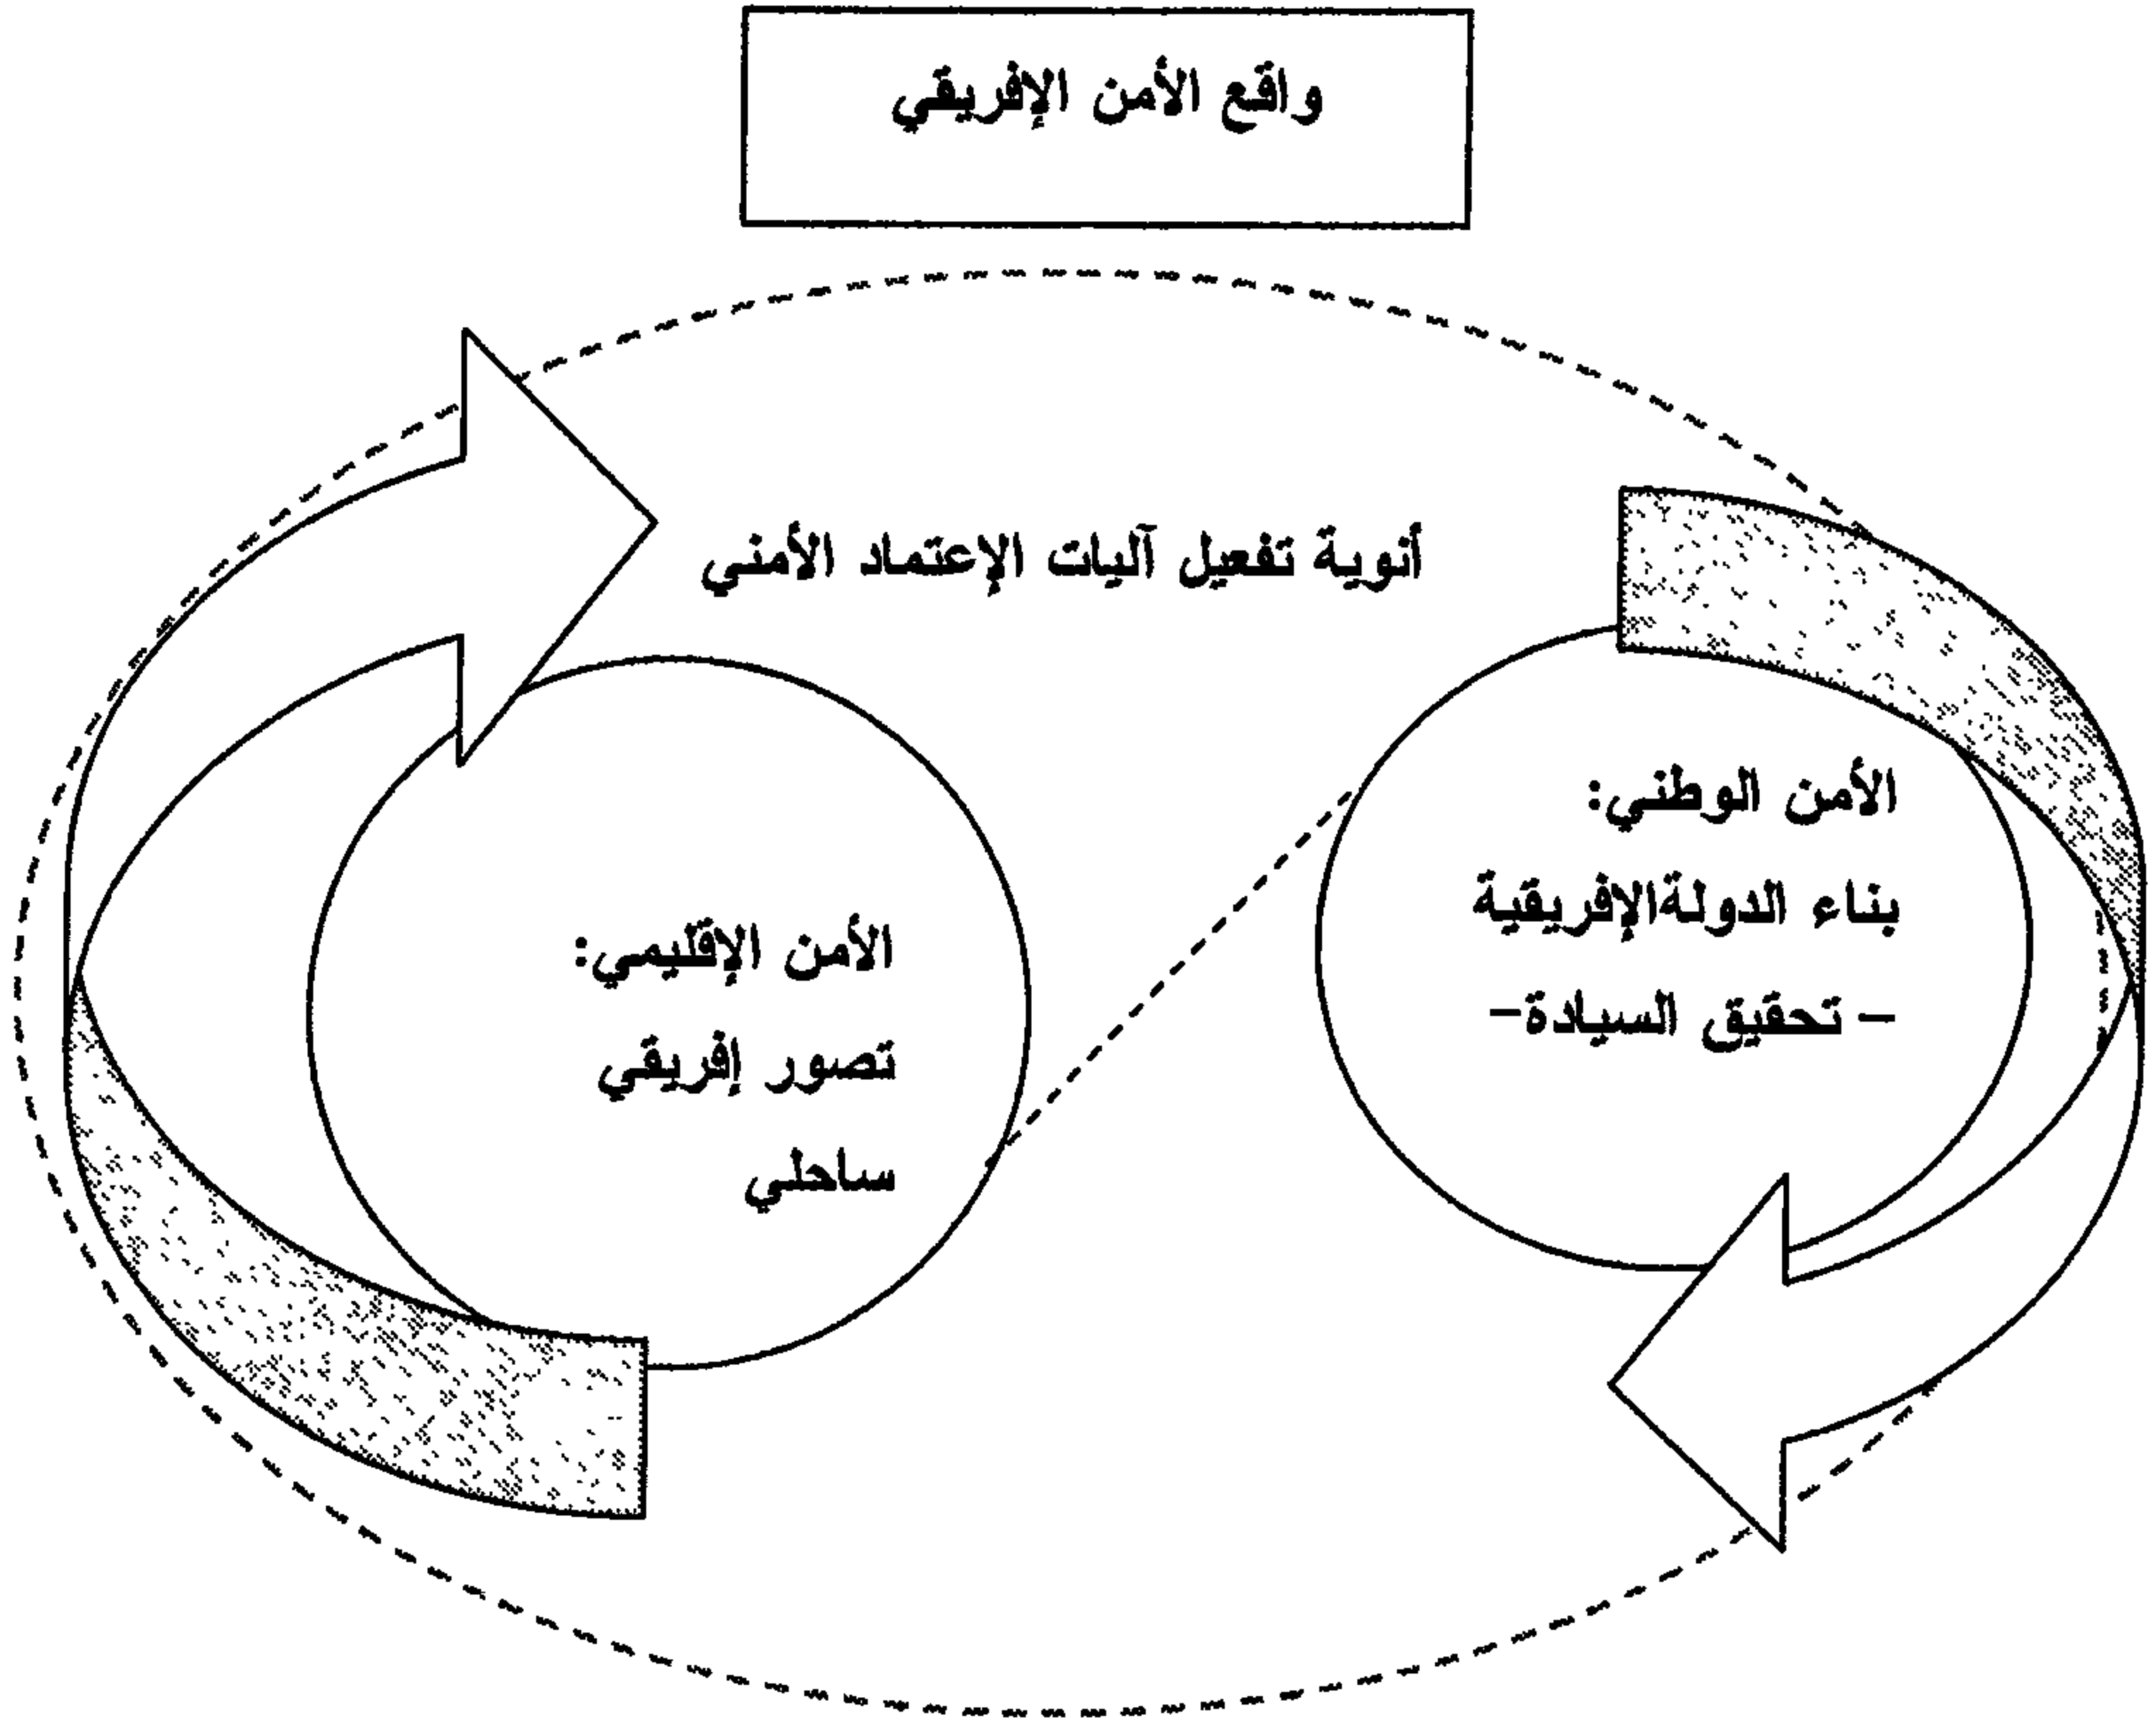 واقع الأمن الإفريقي
أنوية تفعيل آليات الإعتماد الأمني
الأمن الوطني:
بناء الدولةالإفريقية
- تحقيق السيادة-
الأمن الإقليمي:
تصور إفريقي
ساحلي